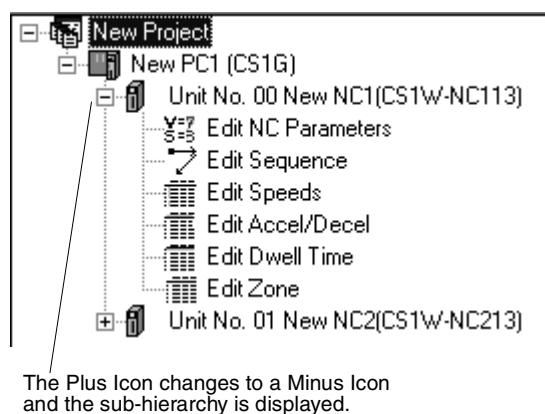 New Project
New PC1 (CS1G)
Unit No. 00 New NC1(CS1W-NC113)
Edit NC Parameters
Edit Sequence
Edit Speeds
Edit Accel/Decel
Edit Dwell Time
Edit Zone
Unit No. 01 New NC2(CS1W-NC213)
The Plus Icon changes to a Minus Icon
and the sub-hierarchy is displayed.